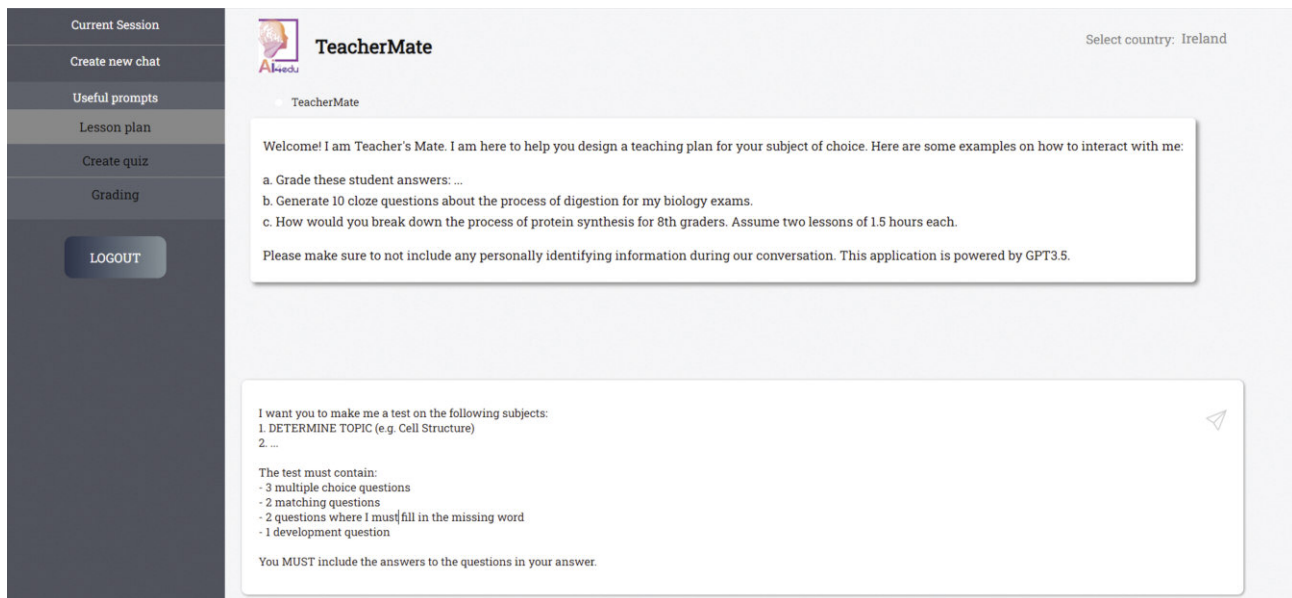 Current Session
Create new chat
Useful prompts
Lesson plan
Create quiz
Grading
LOGOUT
AI4edu
TeacherMate
Select country: Ireland
TeacherMate
Welcome! I am Teacher's Mate. I am here to help you design a teaching plan for your subject of choice. Here are some examples on how to interact with me:
a. Grade these student answers: ...
b. Generate 10 cloze questions about the process of digestion for my biology exams.
c. How would you break down the process of protein synthesis for 8th graders. Assume two lessons of 1.5 hours each.
Please make sure to not include any personally identifying information during our conversation. This application is powered by GPT3.5.
I want you to make me a test on the following subjects:
1. DETERMINE TOPIC (e.g. Cell Structure)
2. ...
The test must contain:
- 3 multiple choice questions
- 2 matching questions
- 2 questions where I must fill in the missing word
- 1 development question
You MUST include the answers to the questions in your answer.